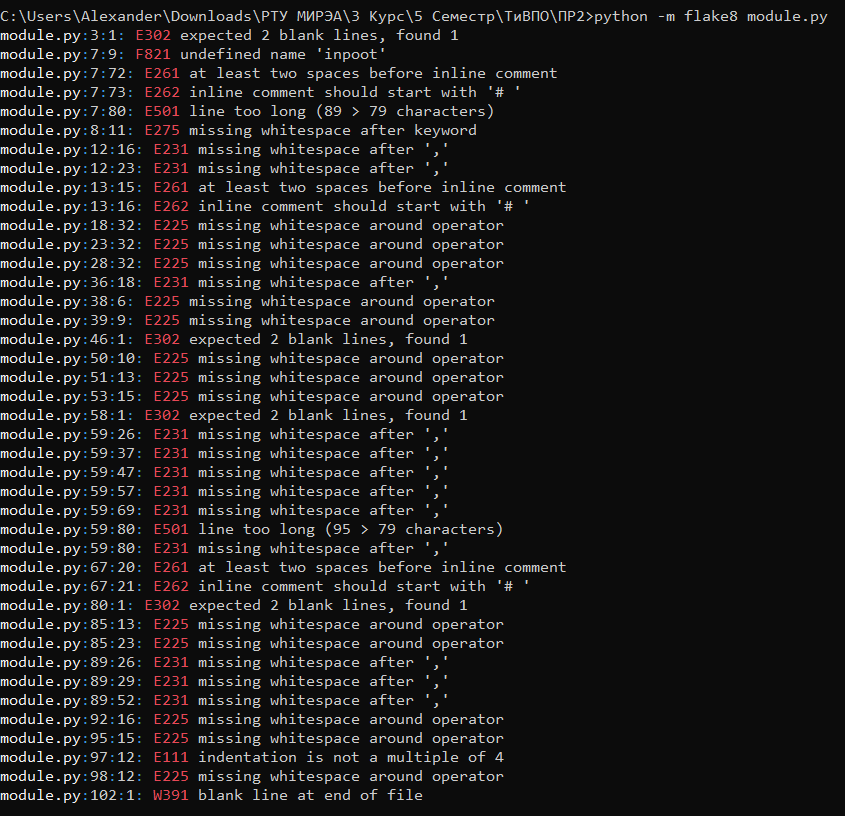 C:\Users\Alexander\Downloads\РТУ МИРЭА\3 Курс\5 Семестр\ТиВПО\ПР2>python -m flake8 module.py
module.py:3:1: E302 expected 2 blank lines, found 1
module.py:7:9: F821 undefined name 'inpoot'
module.py:7:72: E261 at least two spaces before inline comment
module.py:7:73: E262 inline comment should start with '# '
module.py:7:80: E501 line too long (89 > 79 characters)
module.py:8:11: E275 missing whitespace after keyword
module.py:12:16: E231 missing whitespace after ','
module.py:12:23: E231 missing whitespace after ','
module.py:13:15: E261 at least two spaces before inline comment
module.py:13:16: E262 inline comment should start with '# '
module.py:18:32: E225 missing whitespace around operator
module.py:23:32: E225 missing whitespace around operator
module.py:28:32: E225 missing whitespace around operator
module.py:36:18: E231 missing whitespace after ','
module.py:38:6: E225 missing whitespace around operator
module.py:39:9: E225 missing whitespace around operator
module.py:46:1: E302 expected 2 blank lines, found 1
module.py:50:10: E225 missing whitespace around operator
module.py:51:13: E225 missing whitespace around operator
module.py:53:15: E225 missing whitespace around operator
module.py:58:1: E302 expected 2 blank lines, found 1
module.py:59:26: E231 missing whitespace after ','
module.py:59:37: E231 missing whitespace after ','
module.py:59:47: E231 missing whitespace after ','
module.py:59:57: E231 missing whitespace after ','
module.py:59:69: E231 missing whitespace after ','
module.py:59:80: E501 line too long (95 > 79 characters)
module.py:59:80: E231 missing whitespace after ','
module.py:67:20: E261 at least two spaces before inline comment
module.py:67:21: E262 inline comment should start with '# '
module.py:80:1: E302 expected 2 blank lines, found 1
module.py:85:13: E225 missing whitespace around operator
module.py:85:23: E225 missing whitespace around operator
module.py:89:26: E231 missing whitespace after ','
module.py:89:29: E231 missing whitespace after ','
module.py:89:52: E231 missing whitespace after ','
module.py:92:16: E225 missing whitespace around operator
module.py:95:15: E225 missing whitespace around operator
module.py:97:12: E111 indentation is not a multiple of 4
module.py:98:12: E225 missing whitespace around operator
module.py:102:1: W391 blank line at end of file